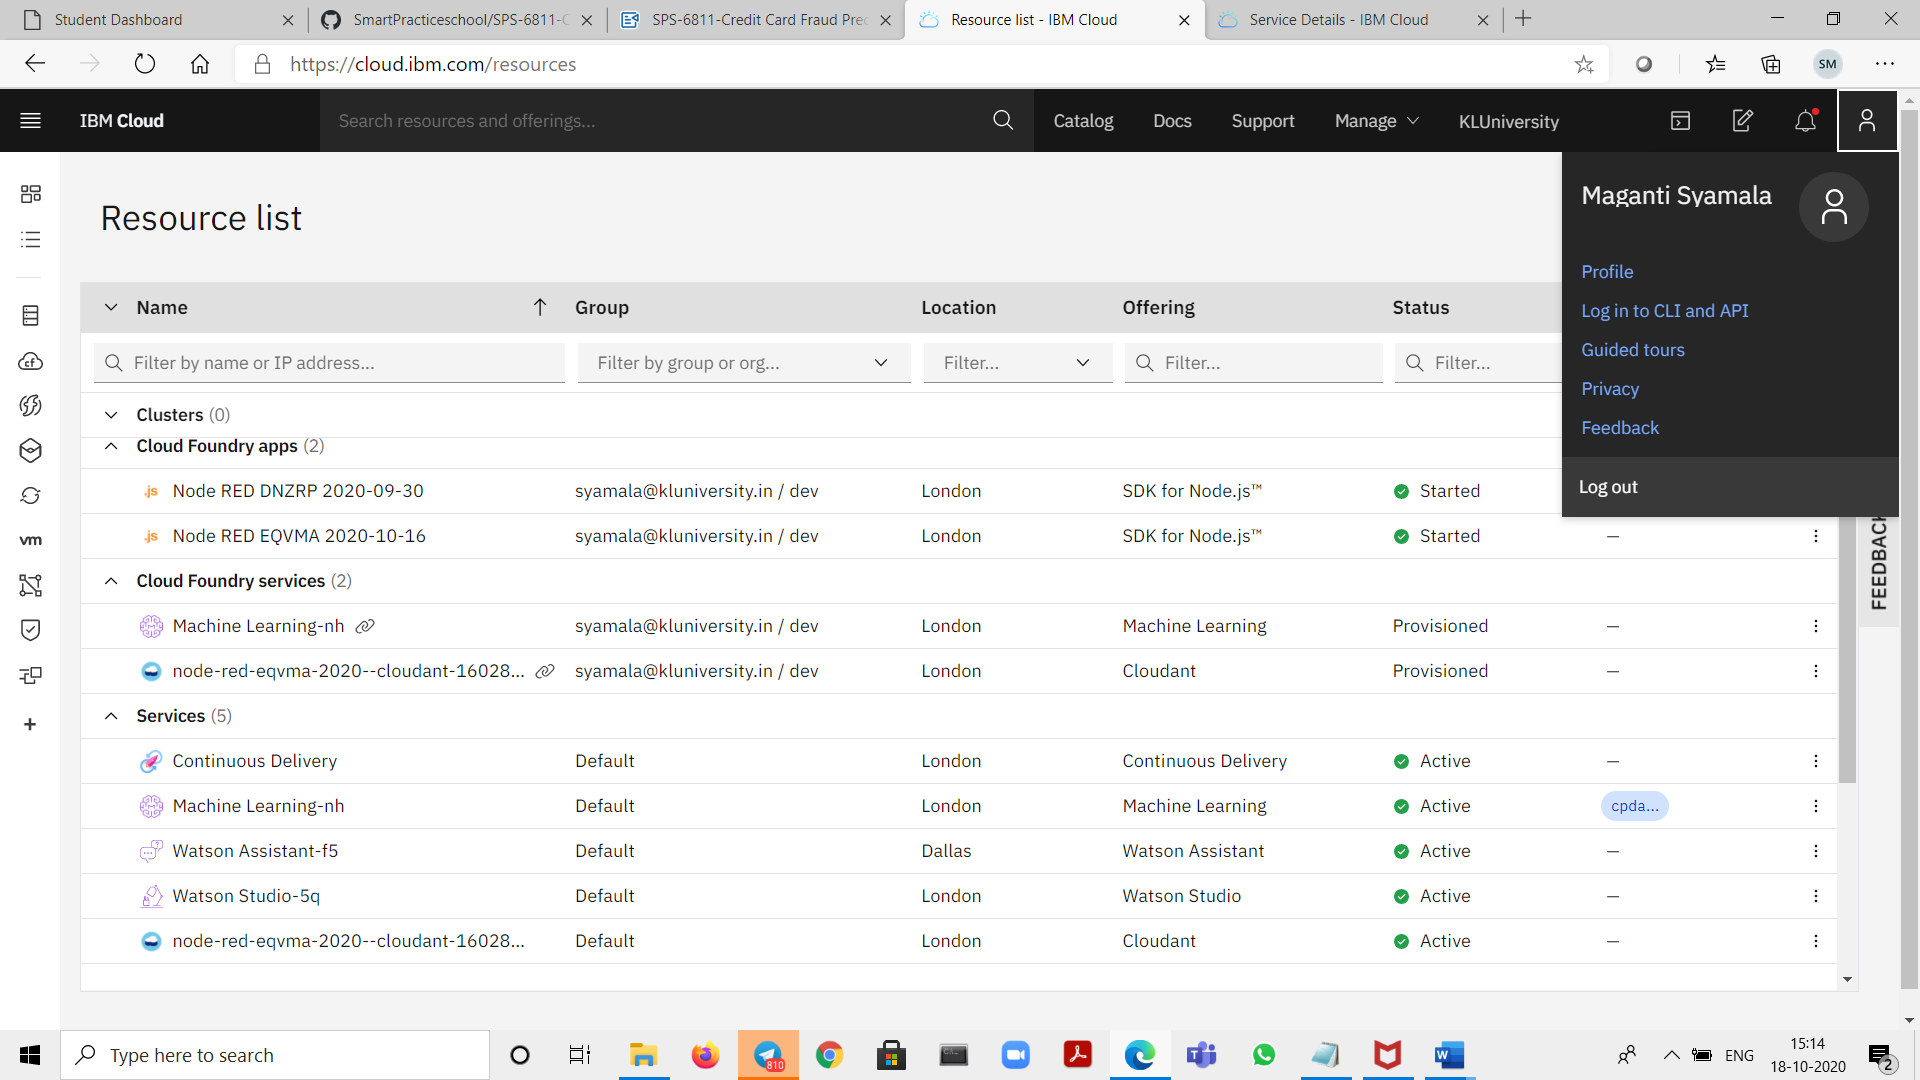 Student Dashboard
SmartPracticeschool/SPS-6811-C
SPS-6811-Credit Card Fraud Prec
Resource list - IBM Cloud
Service Details - IBM Cloud
https://cloud.ibm.com/resources
SM
IBM Cloud
Search resources and offerings...
Catalog
Docs
Support
Manage
KLUniversity
Maganti Syamala
Profile
Log in to CLI and API
Guided tours
Privacy
Feedback
Log out
Resource list
Name Group Location Offering Status
Filter by name or IP address... Filter by group or org... Filter... Filter... Filter...
Clusters (0)
Cloud Foundry apps (2)
.js Node RED DNZRP 2020-09-30 syamala@kluniversity.in / dev London SDK for Node.js™ Started
.js Node RED EQVMA 2020-10-16 syamala@kluniversity.in / dev London SDK for Node.js™ Started —
Cloud Foundry services (2)
Machine Learning-nh syamala@kluniversity.in / dev London Machine Learning Provisioned —
node-red-eqvma-2020--cloudant-16028... syamala@kluniversity.in / dev London Cloudant Provisioned —
Services (5)
Continuous Delivery Default London Continuous Delivery Active —
Machine Learning-nh Default London Machine Learning Active cpda...
Watson Assistant-f5 Default Dallas Watson Assistant Active —
Watson Studio-5q Default London Watson Studio Active —
node-red-eqvma-2020--cloudant-16028... Default London Cloudant Active —
cf
vm
FEEDBACK
Type here to search
810
ENG
15:14
18-10-2020
2